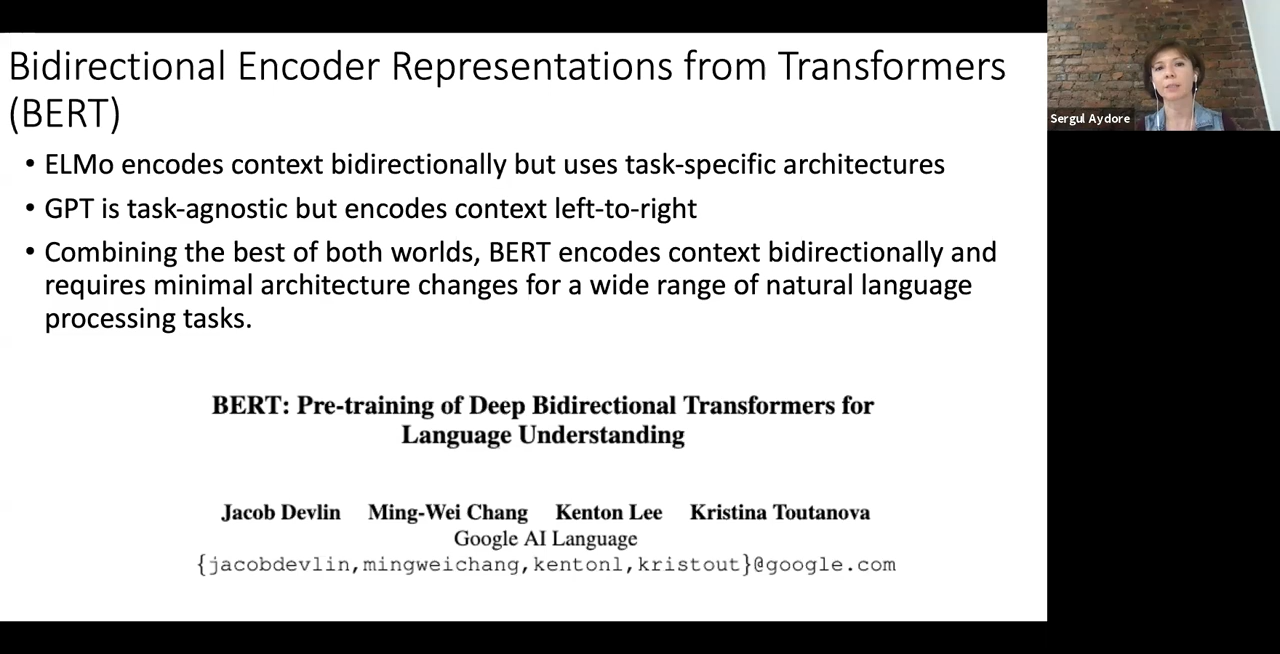 Bidirectional Encoder Representations from Transformers
(BERT)
• ELMo encodes context bidirectionally but uses task-specific architectures
• GPT is task-agnostic but encodes context left-to-right
• Combining the best of both worlds, BERT encodes context bidirectionally and
requires minimal architecture changes for a wide range of natural language
processing tasks.
BERT: Pre-training of Deep Bidirectional Transformers for
Language Understanding
Jacob Devlin Ming-Wei Chang Kenton Lee Kristina Toutanova
Google AI Language
{jacobdevlin,mingweichang,kentonl,kristout}@google.com
Sergul Aydore